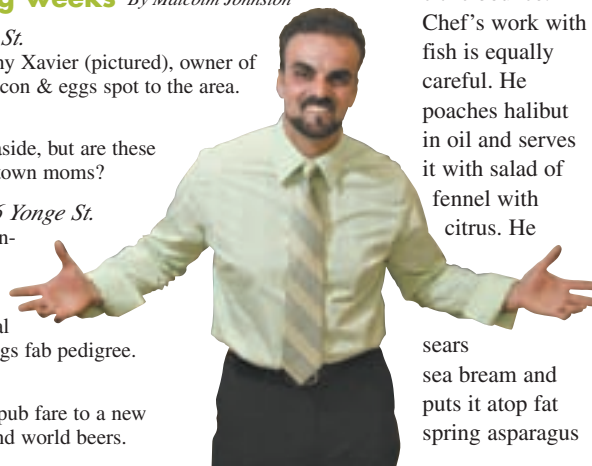 g weeks By Malcolm Johnston
St.
ny Xavier (pictured), owner of
con & eggs spot to the area.
side, but are these
town moms?
Yonge St.
n-
al
gs fab pedigree.
pub fare to a new
nd world beers.
Chef’s work with
fish is equally
careful. He
poaches halibut
in oil and serves
it with salad of
fennel with
citrus. He
sears
sea bream and
puts it atop fat
spring asparagus